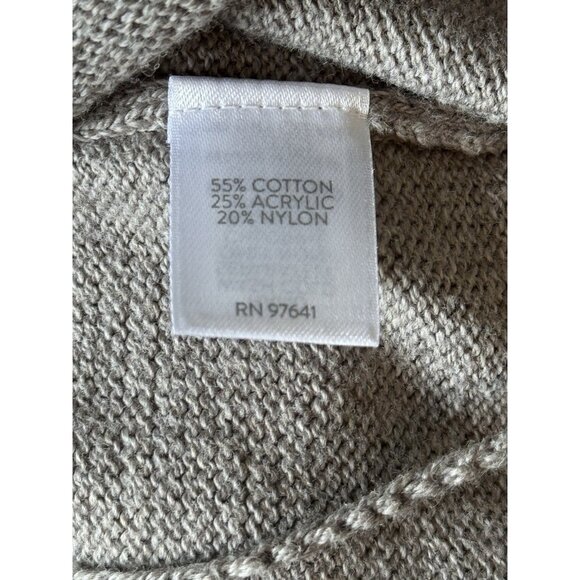 55% COTTON
25% ACRYLIC
20% NYLON
RN 97641